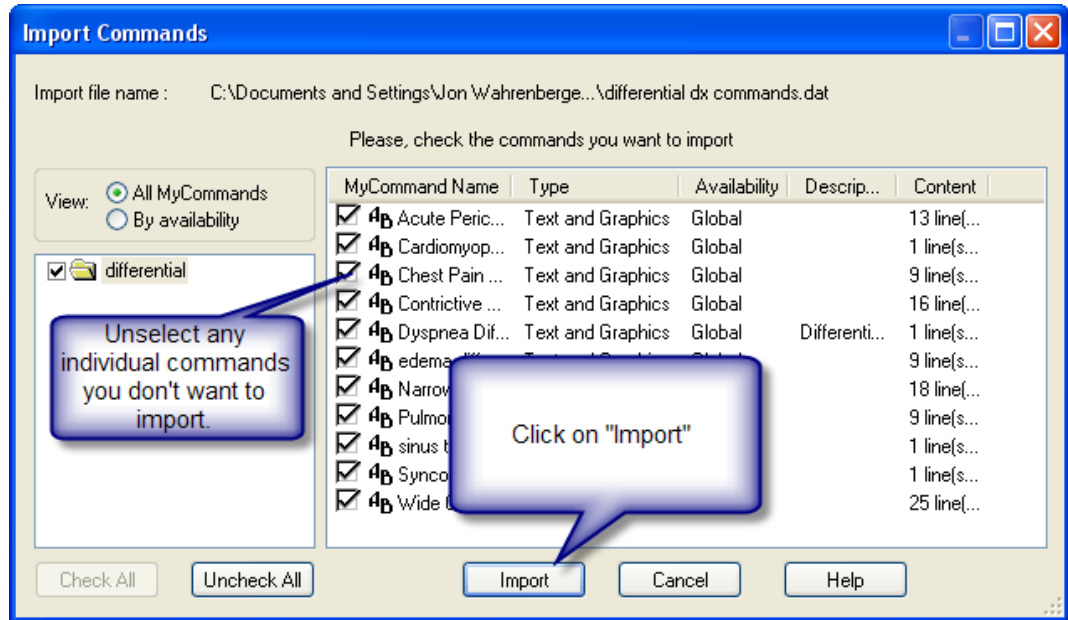 Import Commands
Import file name : C:\Documents and Settings\Jon Wahrenberge...\differential dx commands.dat
Please, check the commands you want to import
View: All MyCommands
By availability
differential
MyCommand Name Type Availability Descrip... Content
Acute Peric... Text and Graphics Global 13 line(...
Cardiomyop... Text and Graphics Global 1 line(s...
Chest Pain ... Text and Graphics Global 9 line(s...
Contrictive ... Text and Graphics Global 16 line(...
Dyspnea Dif... Text and Graphics Global Differenti... 1 line(s...
edema 9 line(s...
Narrow 18 line(...
Pulmo 9 line(s...
sinus t 1 line(s...
Synco 1 line(s...
Wide 25 line(...
Unselect any
individual commands
you don't want to
import.
Click on "Import"
Check All Uncheck All Import Cancel Help